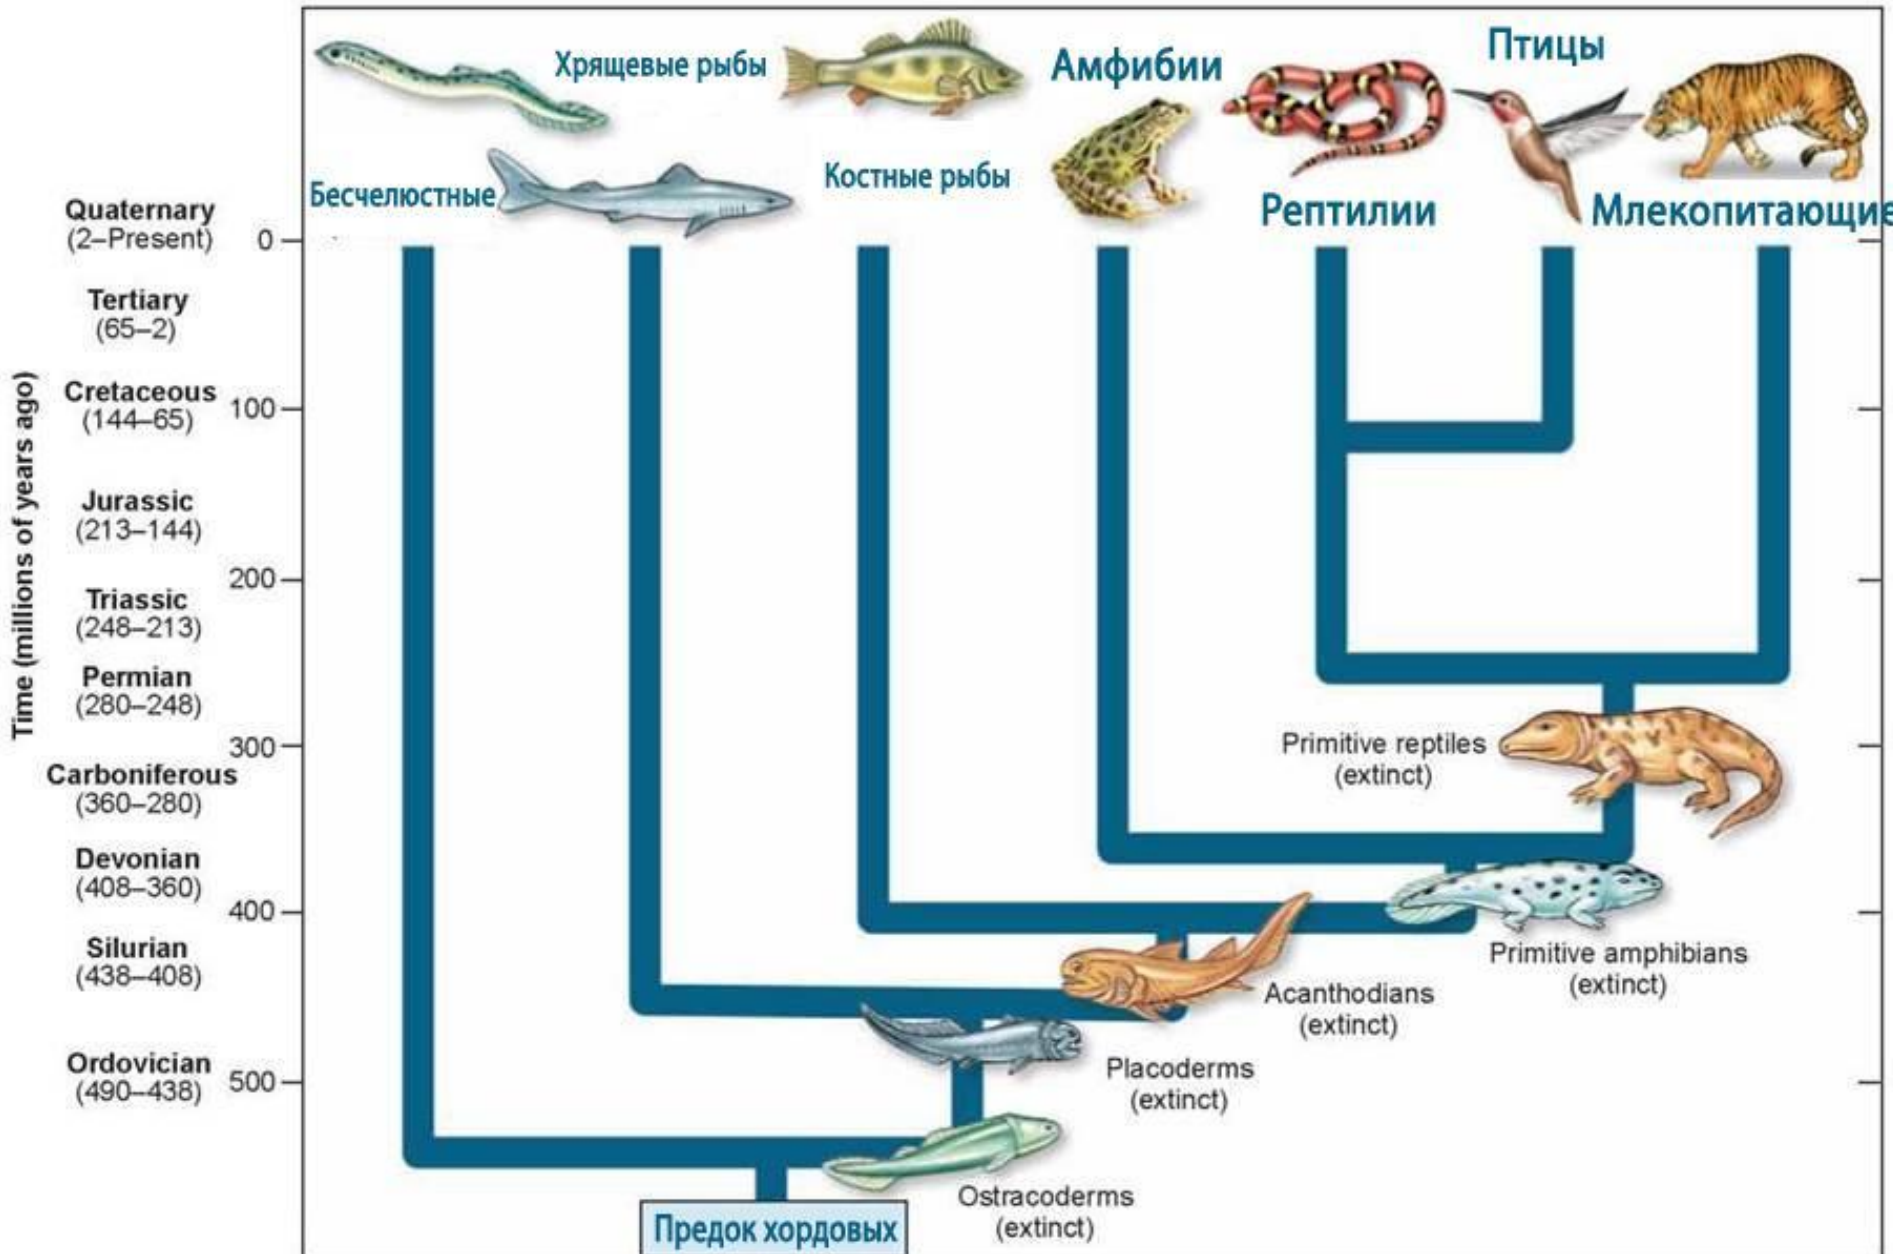 Хрящевые рыбы
Амфибии
Птицы
Бесчелюстные
Костные рыбы
Рептилии
Млекопитающие
Time (millions of years ago)
Quaternary
(2–Present)
0
Tertiary
(65–2)
Cretaceous
(144–65)
100
Jurassic
(213–144)
200
Triassic
(248–213)
Permian
(280–248)
300
Carboniferous
(360–280)
Devonian
(408–360)
400
Silurian
(438–408)
Ordovician
(490–438)
500
Primitive reptiles
(extinct)
Primitive amphibians
(extinct)
Acanthodians
(extinct)
Placoderms
(extinct)
Ostracoderms
(extinct)
Предок хордовых